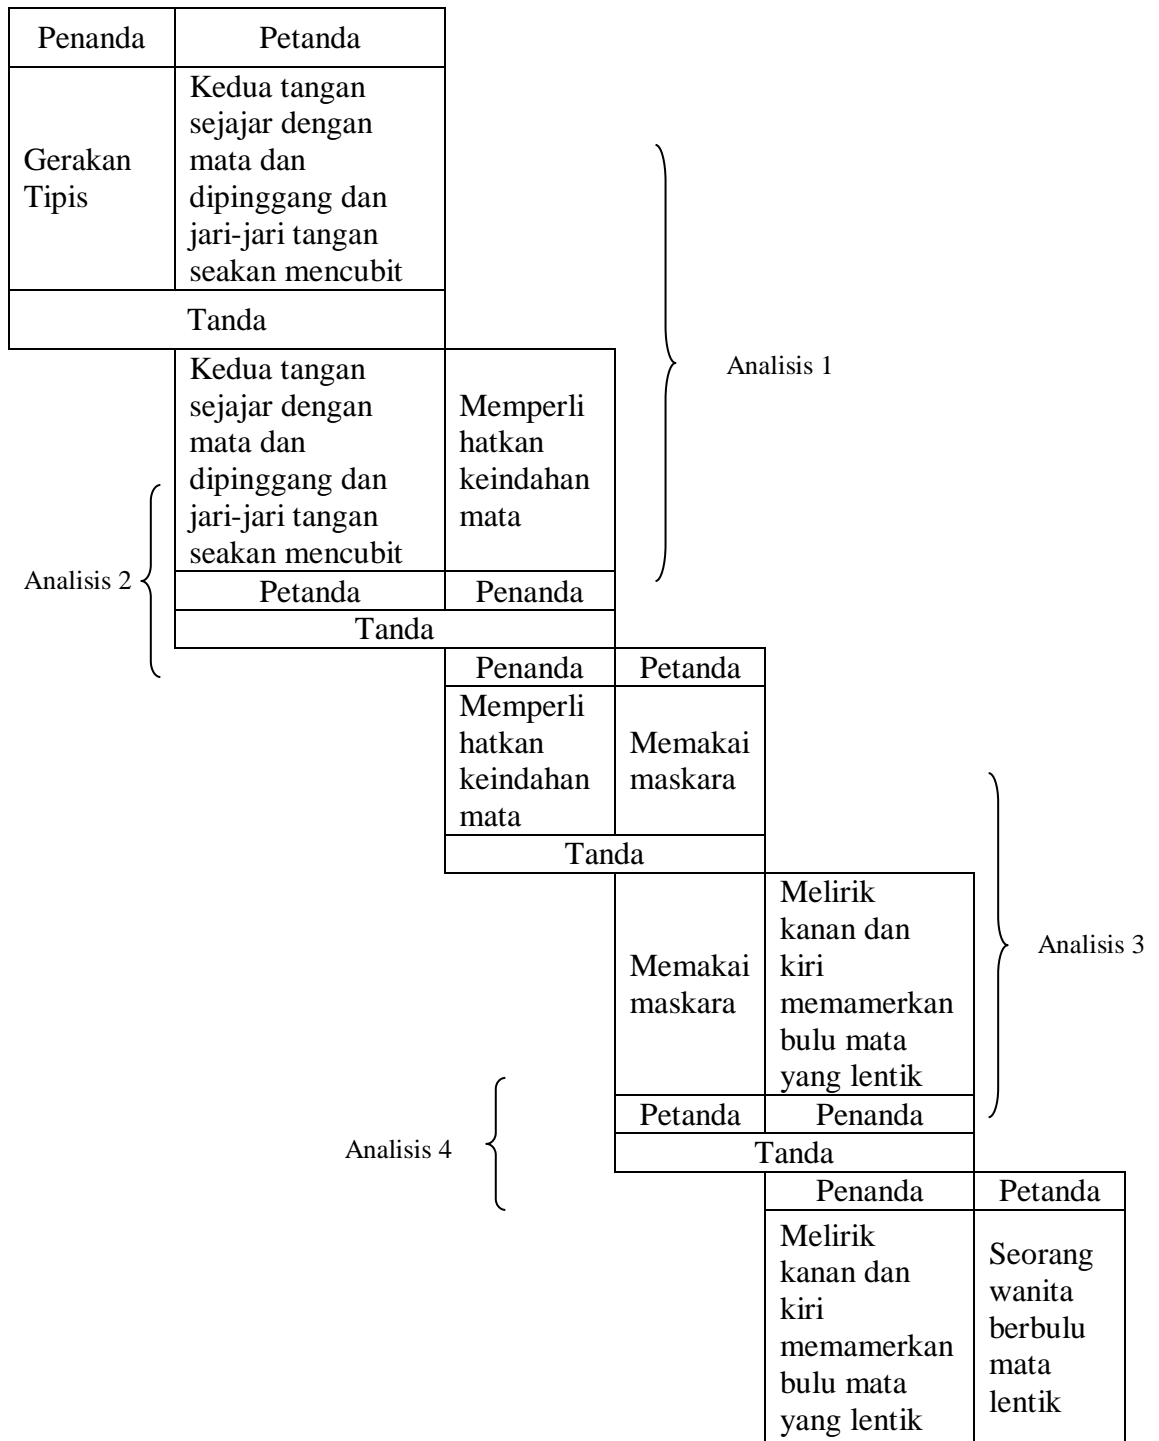 Penanda
Petanda
Gerakan
Tipis
Kedua tangan
sejajar dengan
mata dan
dipinggang dan
jari-jari tangan
seakan mencubit
Tanda
Analisis 1
Kedua tangan
sejajar dengan
mata dan
dipinggang dan
jari-jari tangan
seakan mencubit
Memperli
hatkan
keindahan
mata
Analisis 2
Petanda
Penanda
Tanda
Penanda
Petanda
Memperli
hatkan
keindahan
mata
Memakai
maskara
Tanda
Memakai
maskara
Melirik
kanan dan
kiri
memamerkan
bulu mata
yang lentik
Analisis 3
Petanda
Penanda
Analisis 4
Tanda
Penanda
Petanda
Melirik
kanan dan
kiri
memamerkan
bulu mata
yang lentik
Seorang
wanita
berbulu
mata
lentik